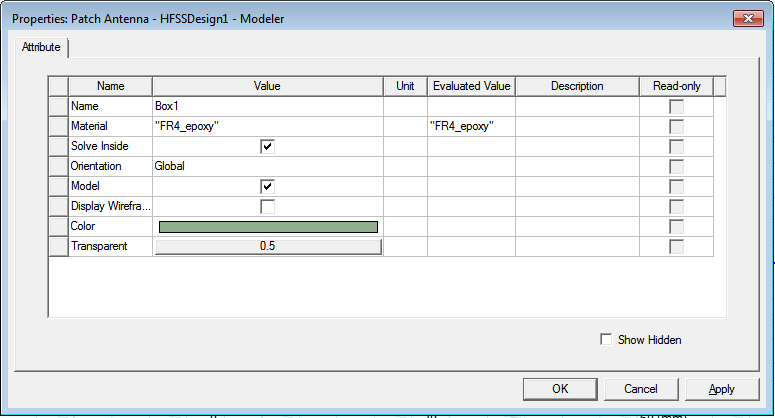 Properties: Patch Antenna - HFSSDesign1 - Modeler
Attribute
Name Value Unit Evaluated Value Description Read-only
Name Box1
Material "FR4_epoxy" "FR4_epoxy"
Solve Inside
Orientation Global
Model
Display Wirefra...
Color
Transparent 0.5
Show Hidden
OK Cancel Apply